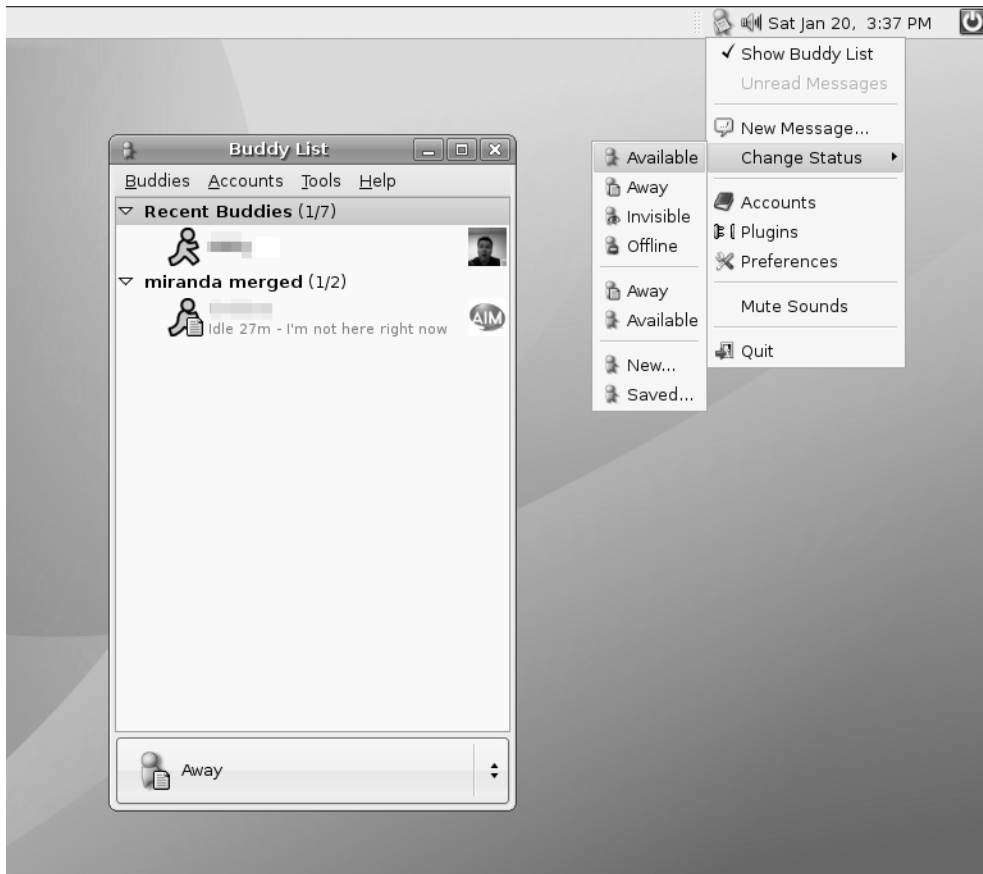 Sat Jan 20, 3:37 PM
Show Buddy List
Unread Messages
New Message...
Change Status
Accounts
Plugins
Preferences
Mute Sounds
Quit
Available
Away
Invisible
Offline
Away
Available
New...
Saved...
Buddy List
Buddies Accounts Tools Help
Recent Buddies (1/7)
miranda merged (1/2)
AIM
Idle 27m - I'm not here right now
Away